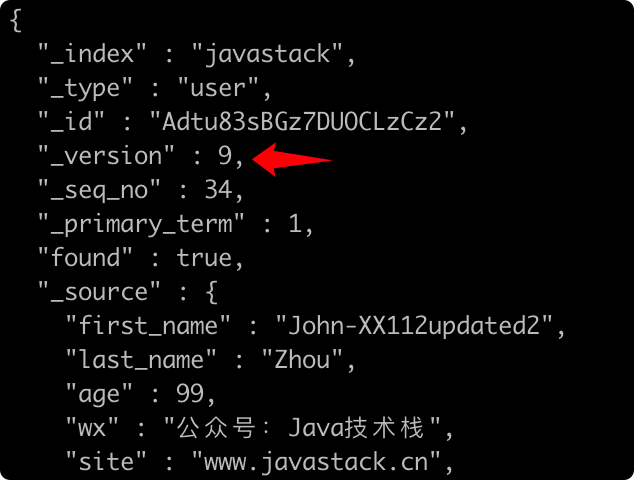 {
"_index" : "javastack",
"_type" : "user",
"_id" : "Adtu83sBGz7DUOCLzCz2",
"_version" : 9,
"_seq_no" : 34,
"_primary_term" : 1,
"found" : true,
"_source" : {
"first_name" : "John-XX112updated2",
"last_name" : "Zhou",
"age" : 99,
"wx" : "公众号：Java技术栈",
"site" : "www.javastack.cn",